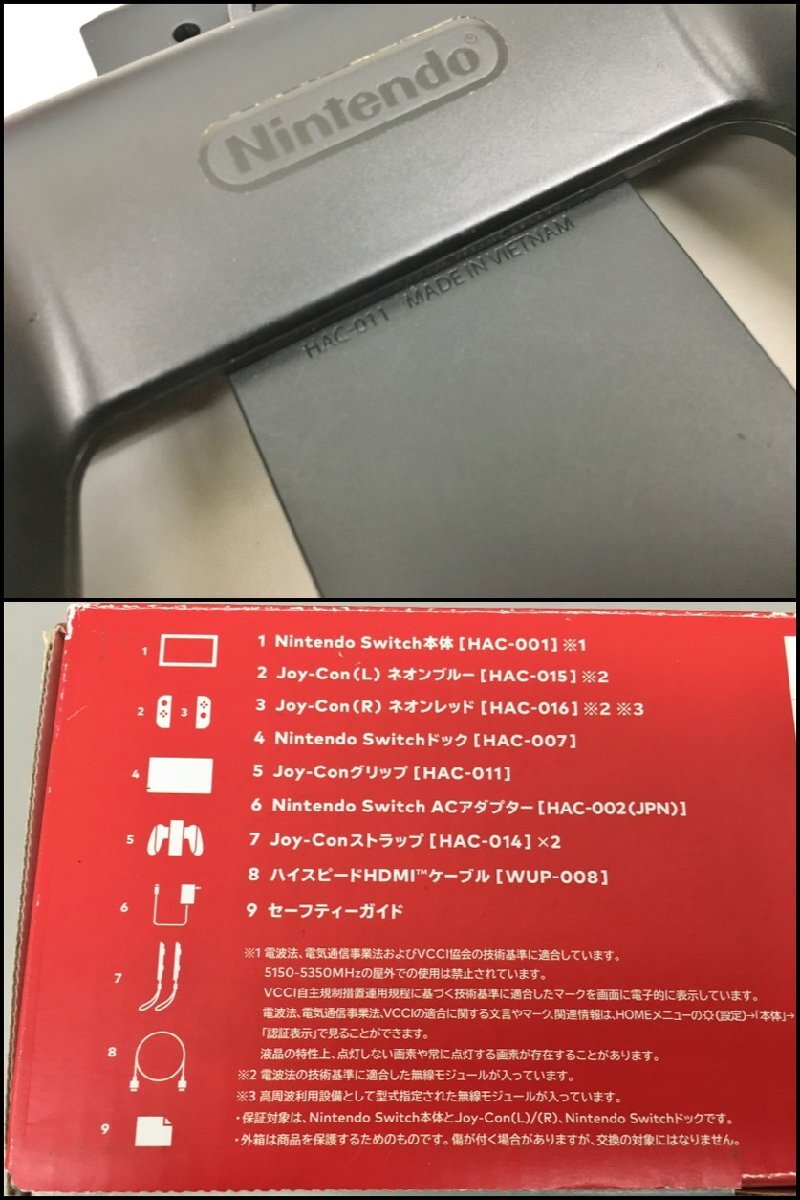 Nintendo®
HAC-011 MADE IN VIETNAM
1 1 Nintendo Switch本体［HAC-001］※1
2 Joy-Con（L）ネオンブルー［HAC-015］※2
2 3 3 Joy-Con（R）ネオンレッド［HAC-016］※2 ※3
4 Nintendo Switchドック［HAC-007］
4 5 Joy-Conグリップ［HAC-011］
6 Nintendo Switch ACアダプター［HAC-002(JPN)］
5 7 Joy-Conストラップ［HAC-014］×2
8 ハイスピードHDMI™ケーブル［WUP-008］
6 9 セーフティーガイド
※1 電波法、電気通信事業法およびVCCI協会の技術基準に適合しています。
7 5150-5350MHzの屋外での使用は禁止されています。
VCCI自主規制措置運用規程に基づく技術基準に適合したマークを画面に電子的に表示しています。
電波法、電気通信事業法、VCCIの適合に関する文言やマーク、関連情報は、HOMEメニューの（設定）→「本体」→
「認証表示」で見ることができます。
8 液晶の特性上、点灯しない画素や常に点灯する画素が存在することがあります。
※2 電波法の技術基準に適合した無線モジュールが入っています。
※3 高周波利用設備として型式指定された無線モジュールが入っています。
・保証対象は、Nintendo Switch本体とJoy-Con(L)/(R)、Nintendo Switchドックです。
9 ・外箱は商品を保護するためのものです。傷が付く場合がありますが、交換の対象にはなりません。